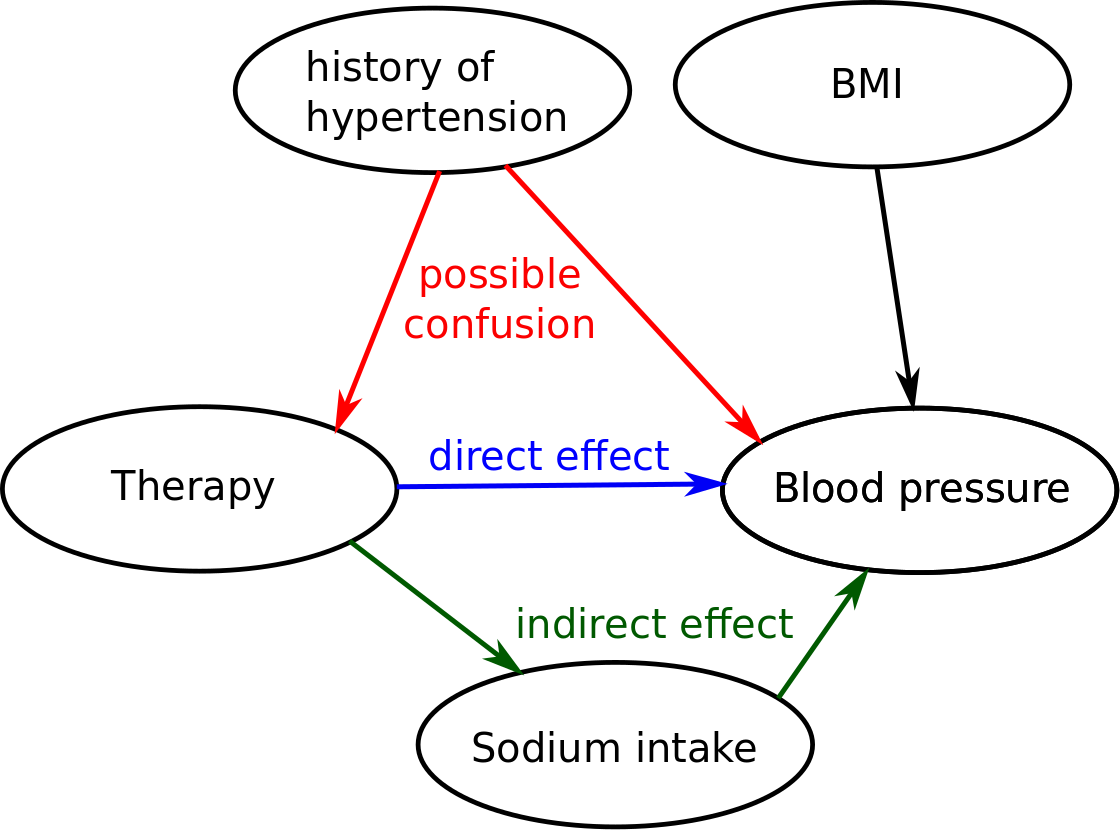 history of
hypertension
BMI
possible
confusion
Therapy
direct effect
Blood pressure
indirect effect
Sodium intake